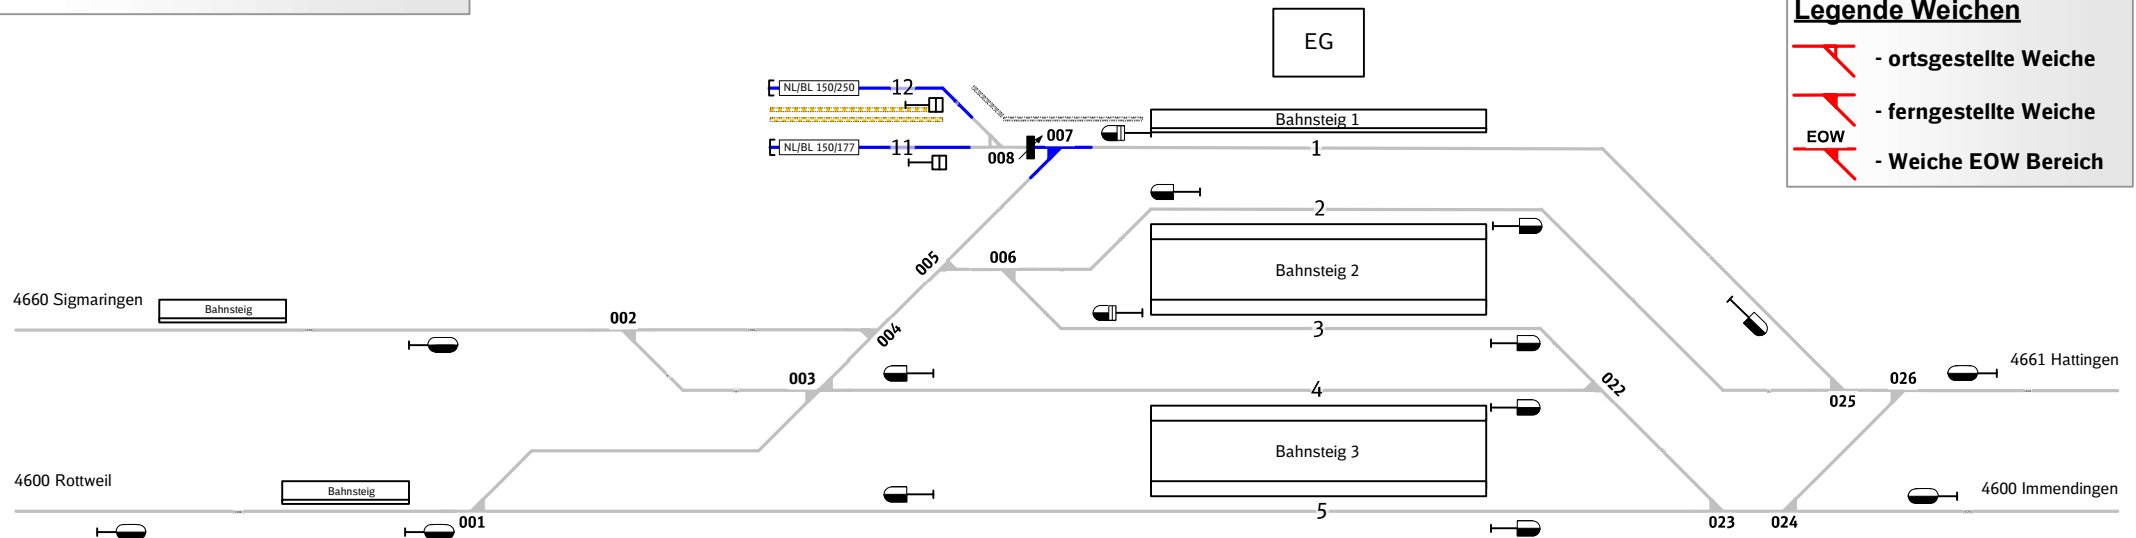 Legende Weichen
- ortsgestellte Weiche
- ferngestellte Weiche
EOW
- Weiche EOW Bereich
EG
NL/BL 150/250
12
NL/BL 150/177
11
008
007
Bahnsteig 1
1
2
005
006
Bahnsteig 2
4660 Sigmaringen
Bahnsteig
002
004
3
4661 Hattingen
003
4
022
026
025
Bahnsteig 3
4600 Rottweil
Bahnsteig
4600 Immendingen
001
5
023
024